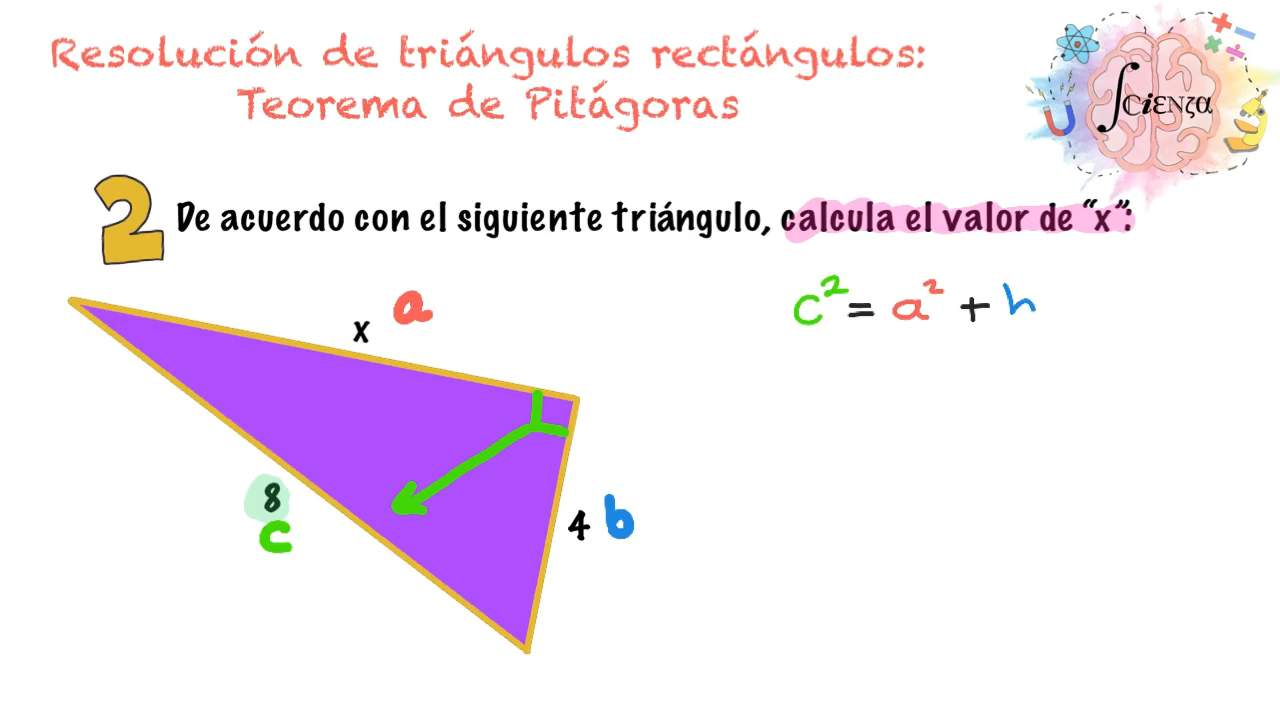 Resolución de triángulos rectángulos:
Teorema de Pitágoras
∫CiENζα
2 De acuerdo con el siguiente triángulo, calcula el valor de “x”:
c² = a² + h
x a
8
c
4 b